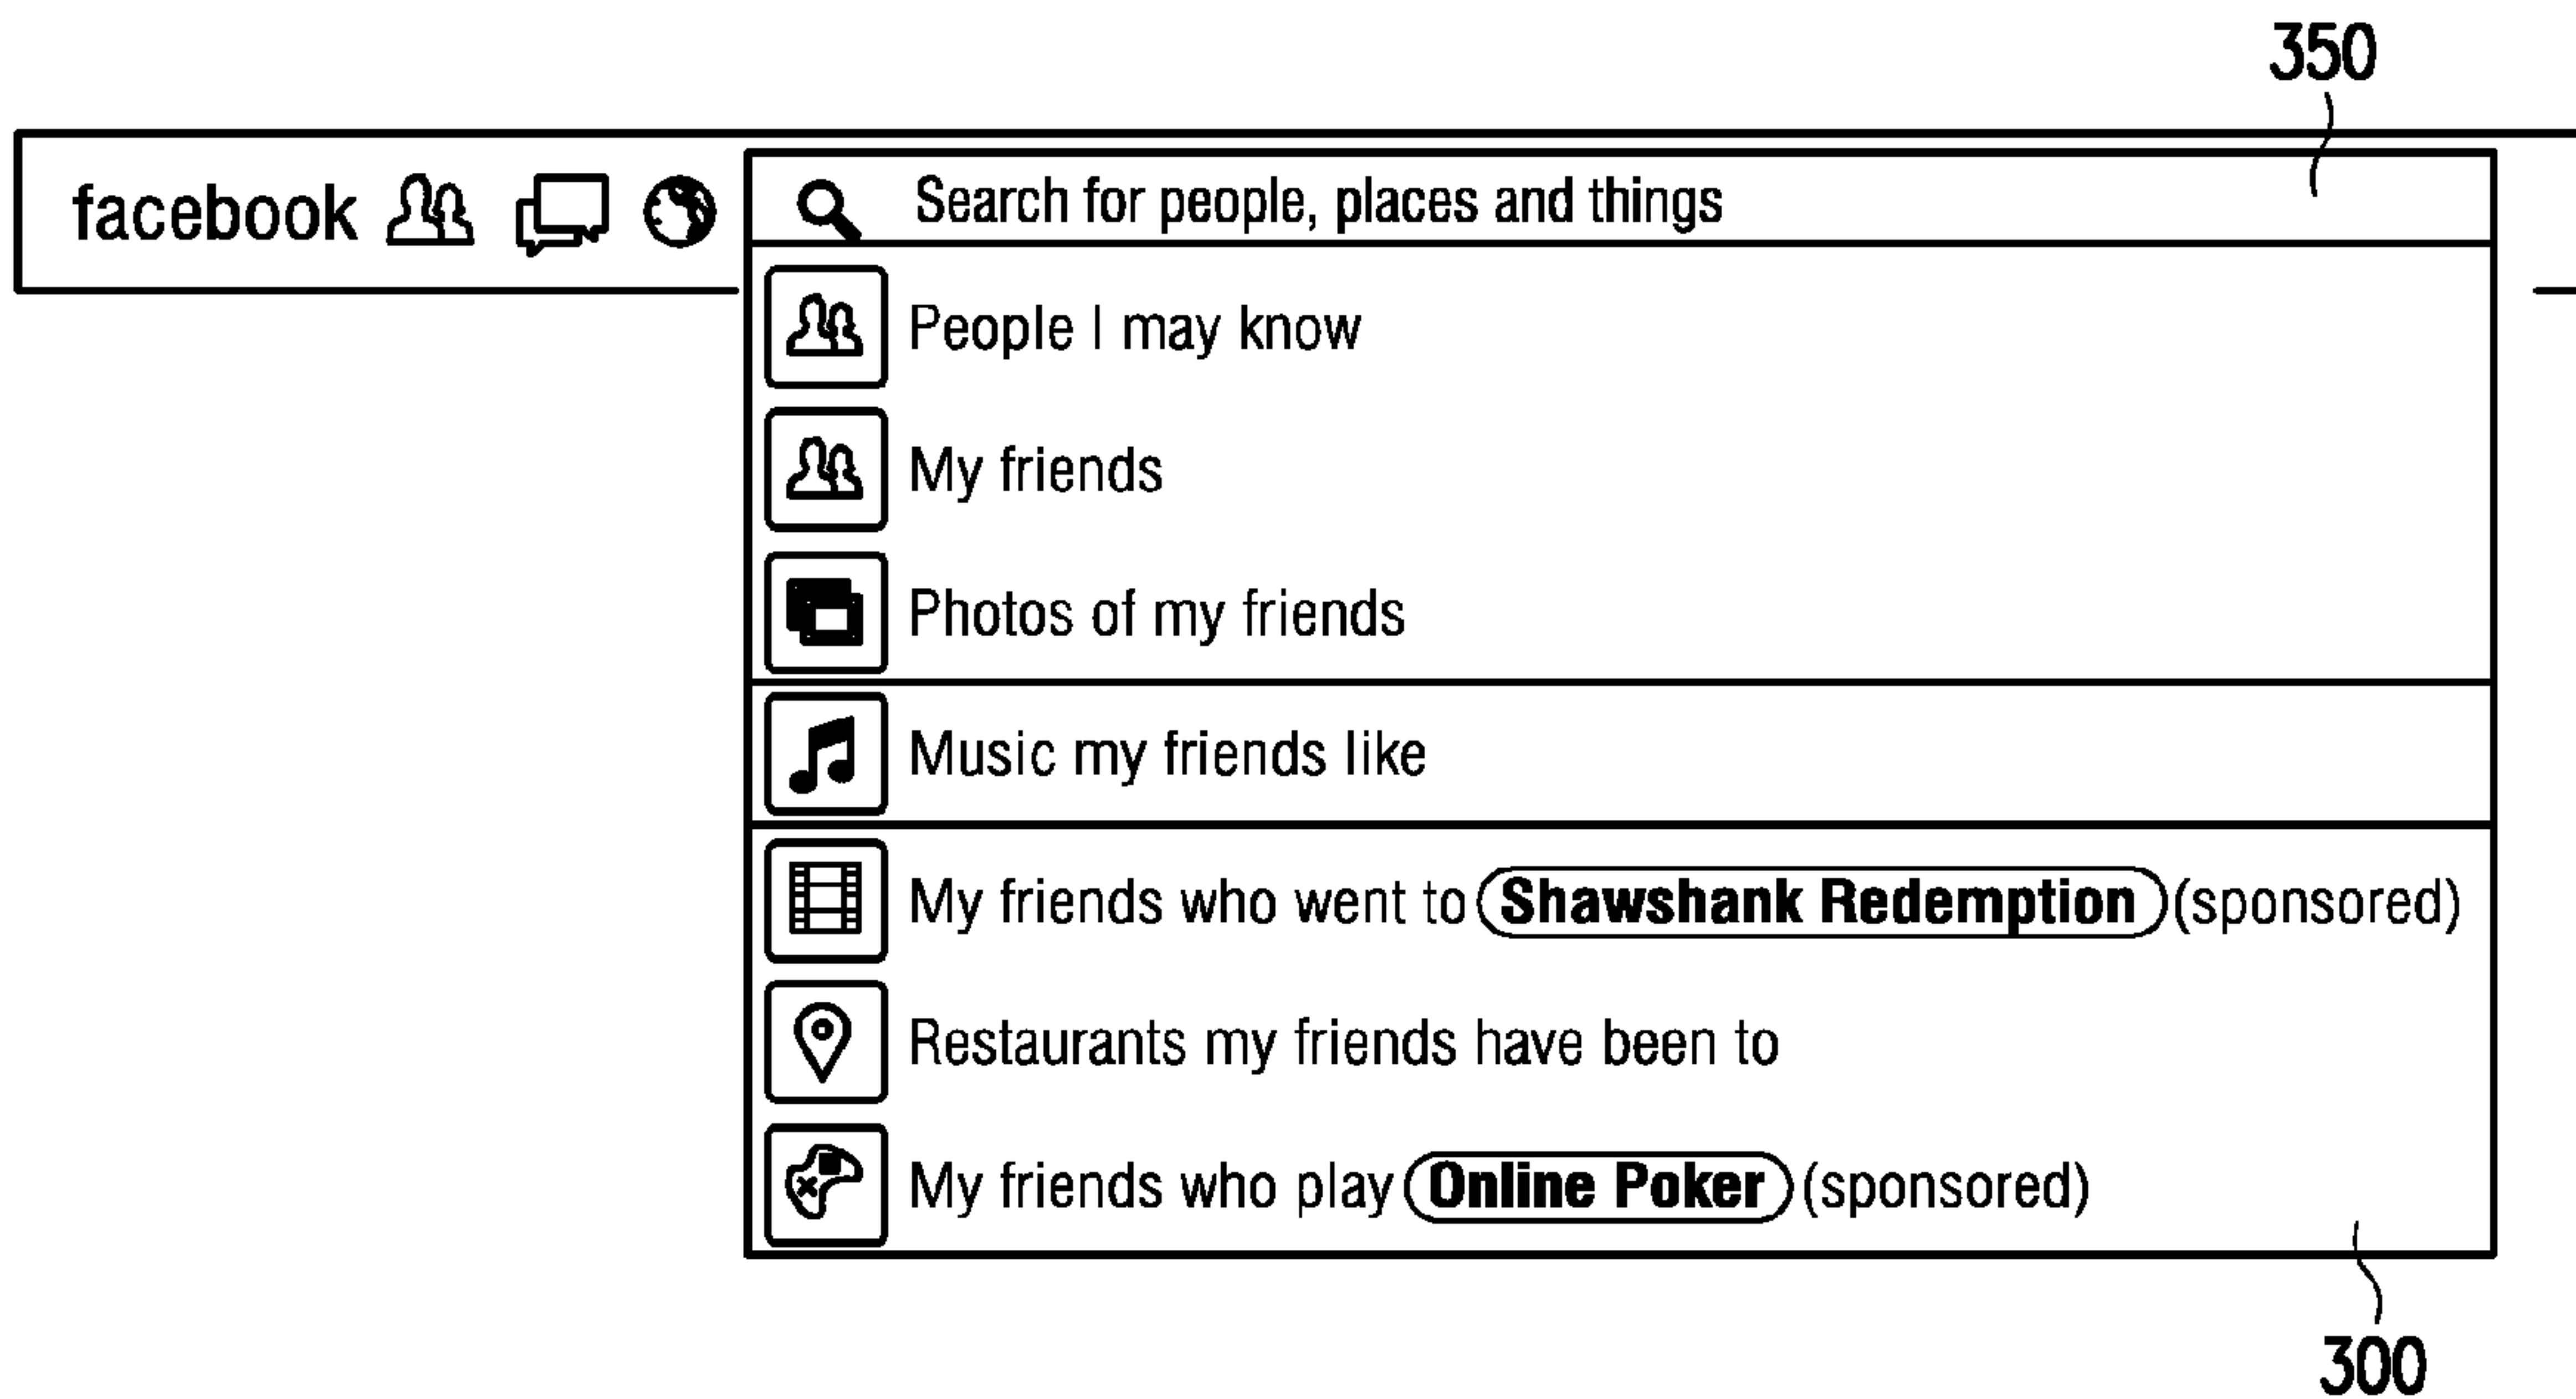 350
facebook
Search for people, places and things
People I may know
My friends
Photos of my friends
Music my friends like
My friends who went to Shawshank Redemption (sponsored)
Restaurants my friends have been to
My friends who play Online Poker (sponsored)
300